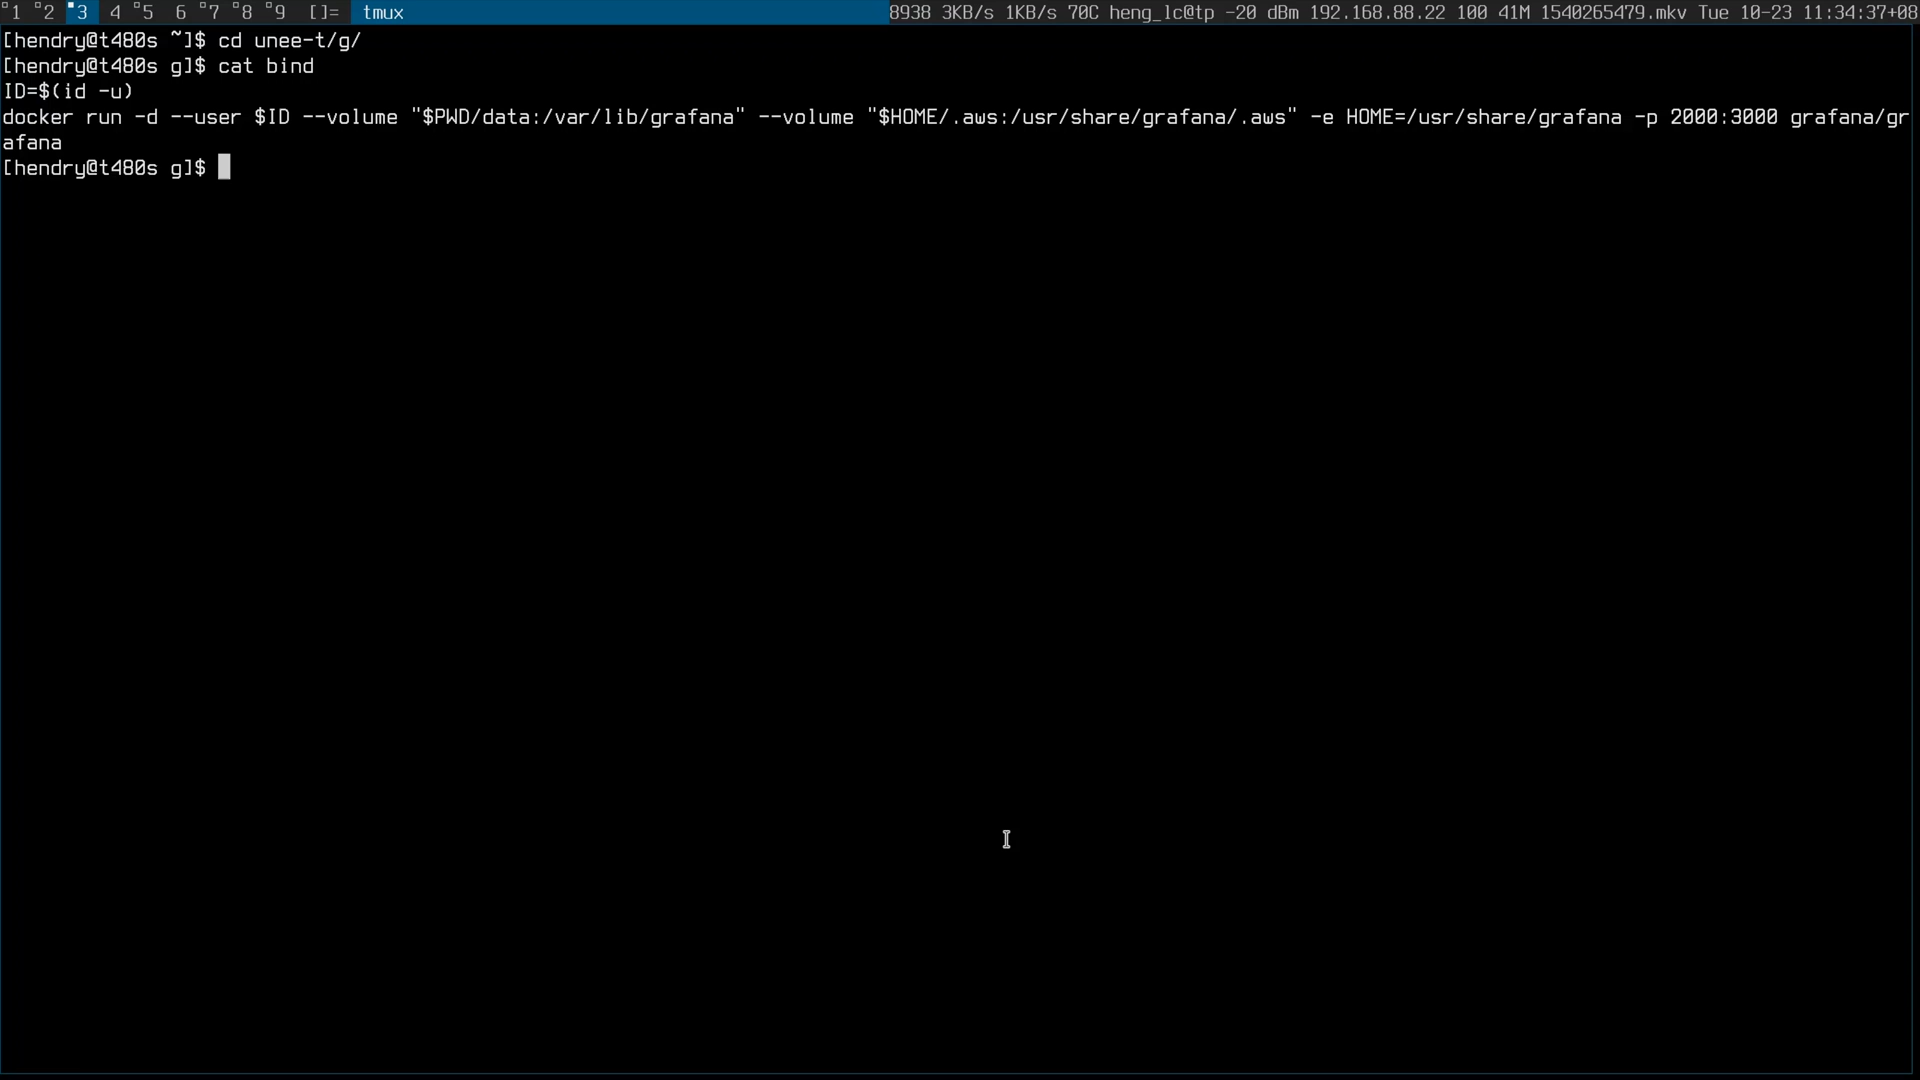 1 2 3 4 5 6 7 8 9 []= tmux 8938 3KB/s 1KB/s 70C heng_lc@tp -20 dBm 192.168.88.22 100 41M 1540265479.mkv Tue 10-23 11:34:37+08
[hendry@t480s ~]$ cd unee-t/g/
[hendry@t480s g]$ cat bind
ID=$(id -u)
docker run -d --user $ID --volume "$PWD/data:/var/lib/grafana" --volume "$HOME/.aws:/usr/share/grafana/.aws" -e HOME=/usr/share/grafana -p 2000:3000 grafana/gr
afana
[hendry@t480s g]$